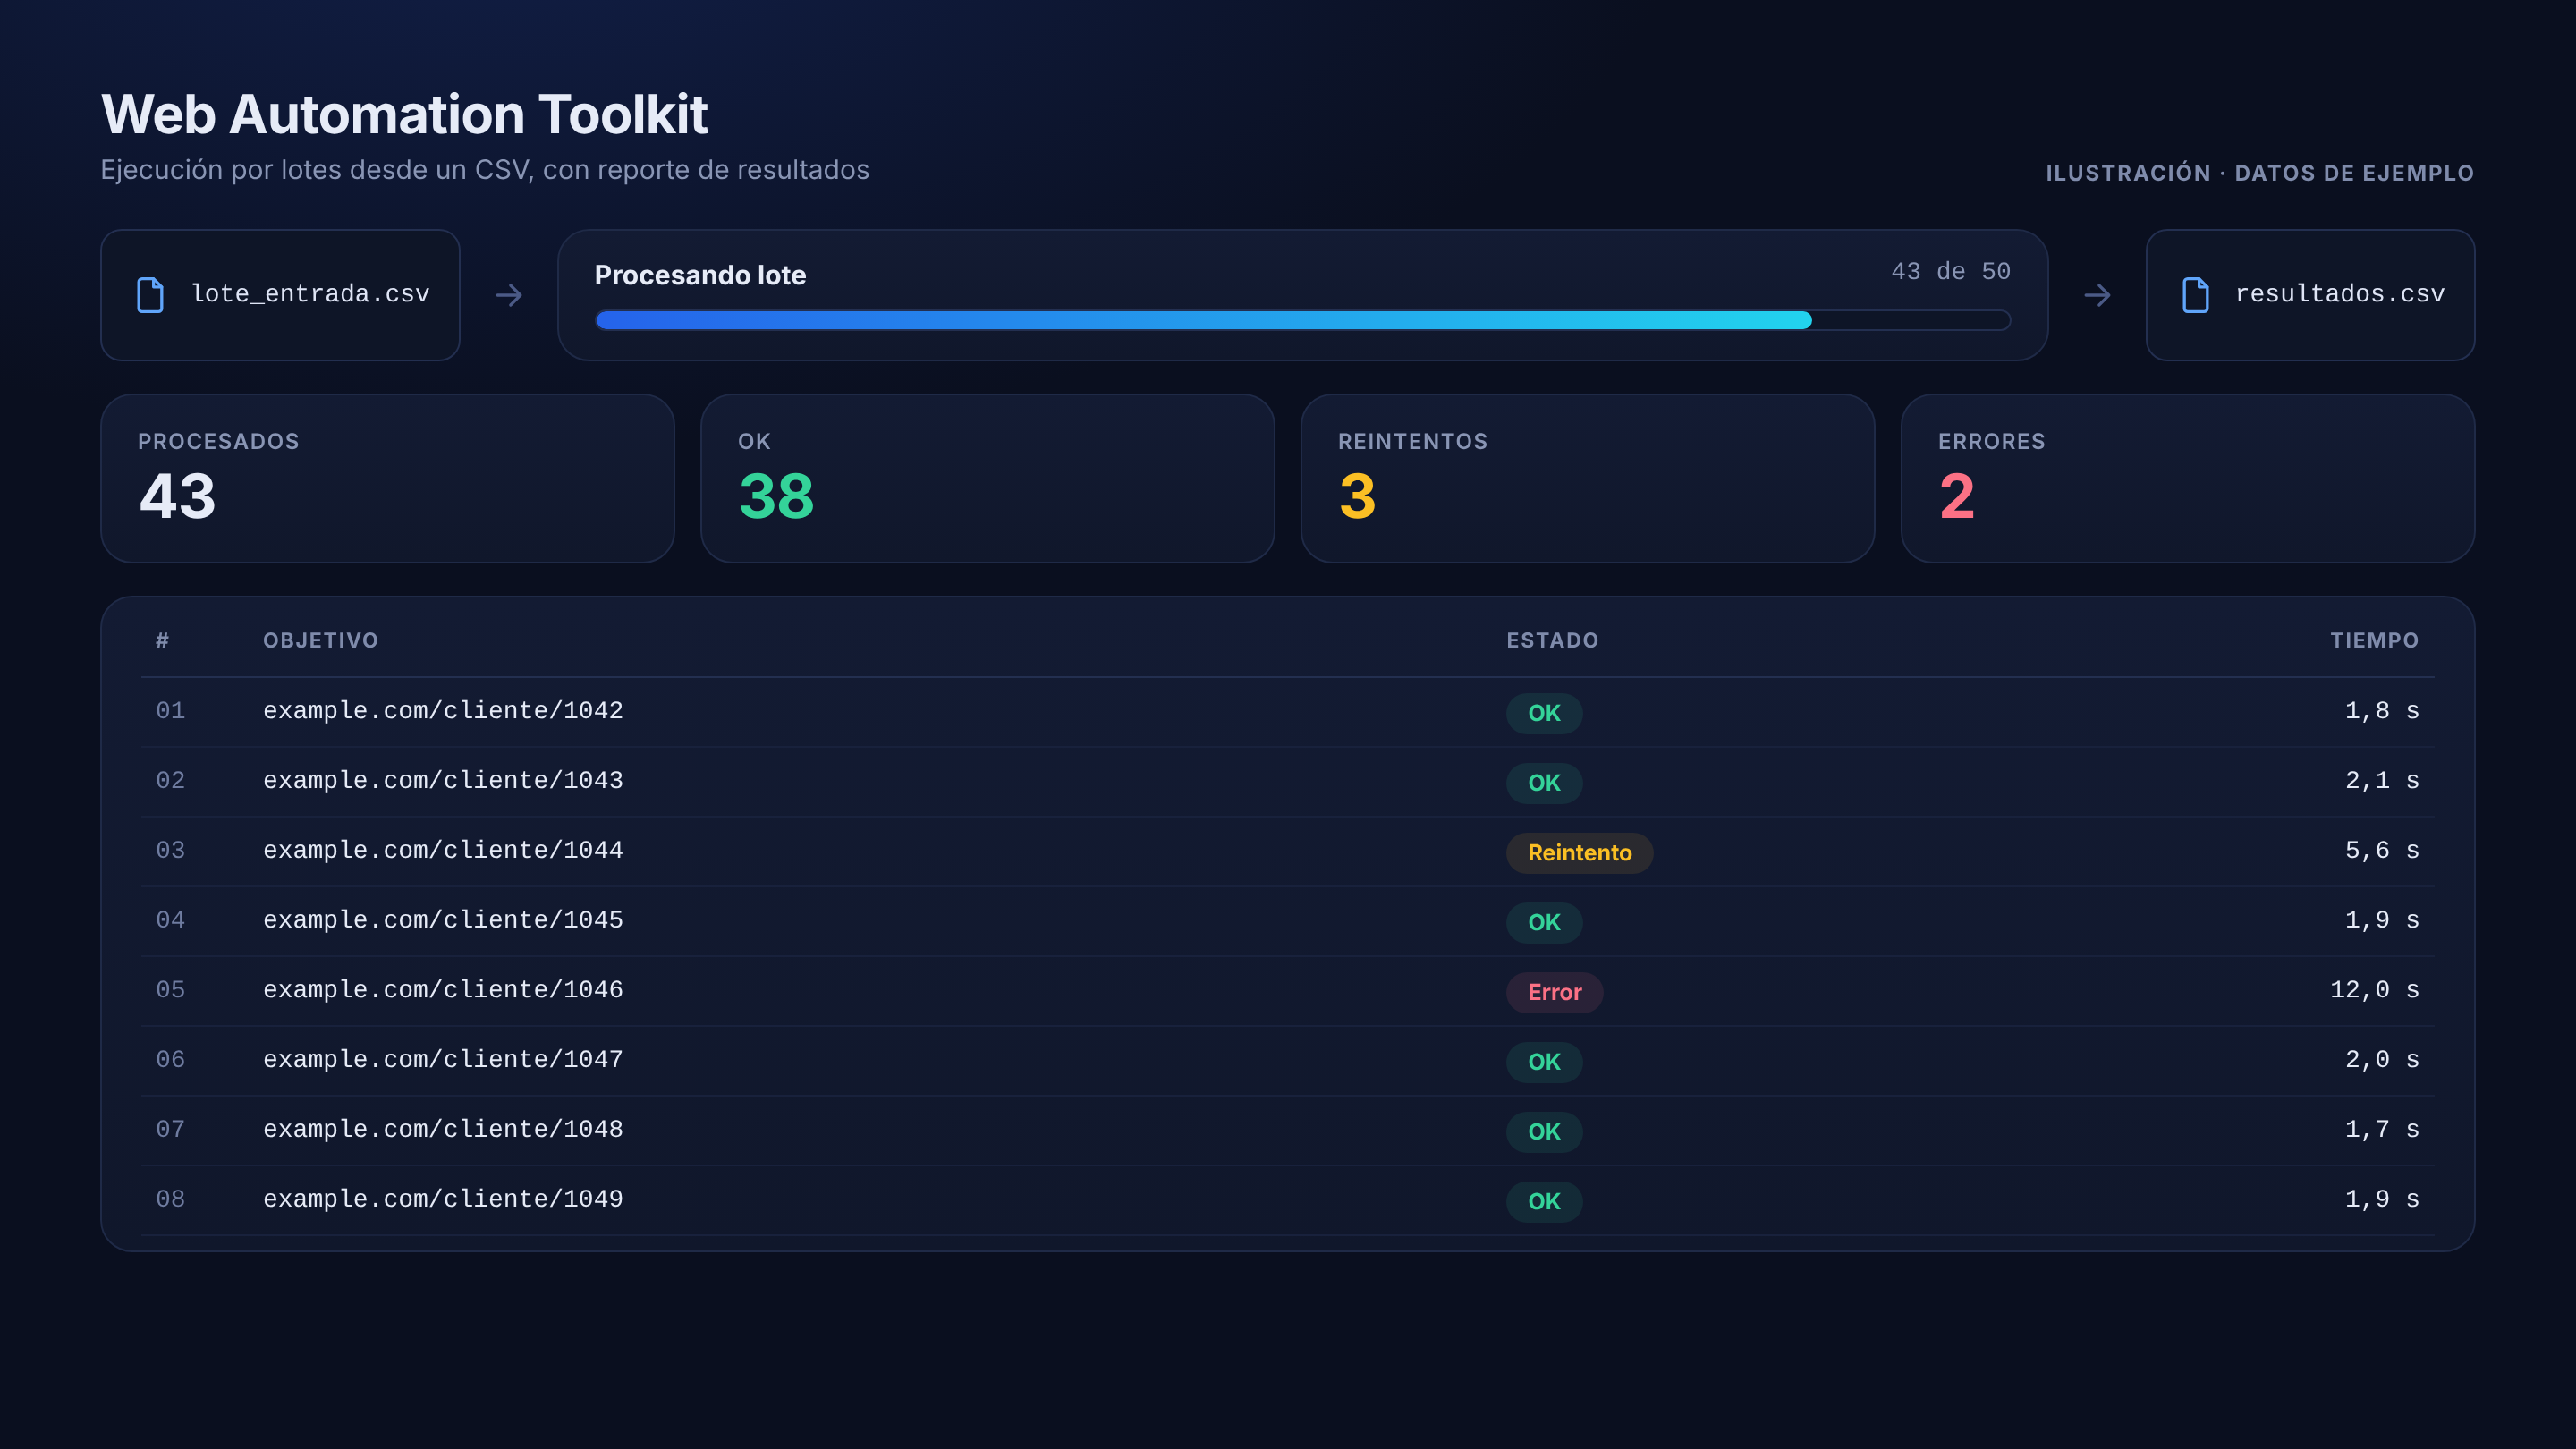 Web Automation Toolkit
Ejecución por lotes desde un CSV, con reporte de resultados
ILUSTRACIÓN · DATOS DE EJEMPLO
lote_entrada.csv
Procesando lote
43 de 50
resultados.csv
PROCESADOS
43
OK
38
REINTENTOS
3
ERRORES
2
# OBJETIVO ESTADO TIEMPO
01 example.com/cliente/1042 OK 1,8 s
02 example.com/cliente/1043 OK 2,1 s
03 example.com/cliente/1044 Reintento 5,6 s
04 example.com/cliente/1045 OK 1,9 s
05 example.com/cliente/1046 Error 12,0 s
06 example.com/cliente/1047 OK 2,0 s
07 example.com/cliente/1048 OK 1,7 s
08 example.com/cliente/1049 OK 1,9 s